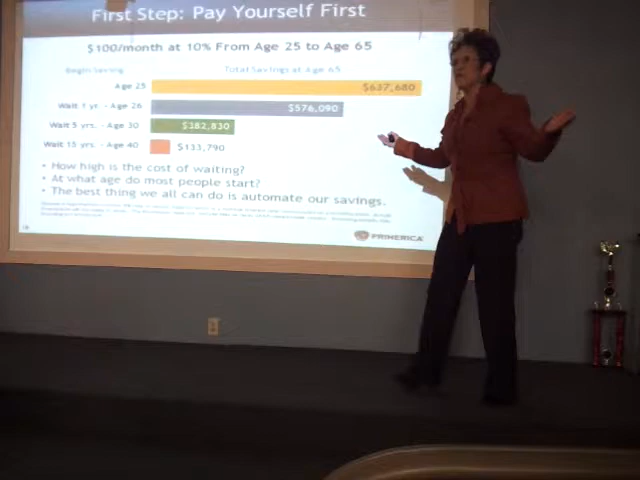 First Step: Pay Yourself First
$100/month at 10% From Age 25 to Age 65
Begin Saving Total Savings at Age 65
Age 25 $637,680
Wait 1 yr. - Age 26 $576,090
Wait 5 yrs. - Age 30 $382,830
Wait 15 yrs. - Age 40 $133,790
• How high is the cost of waiting?
• At what age do most people start?
• The best thing we all can do is automate our savings.
PRIMERICA